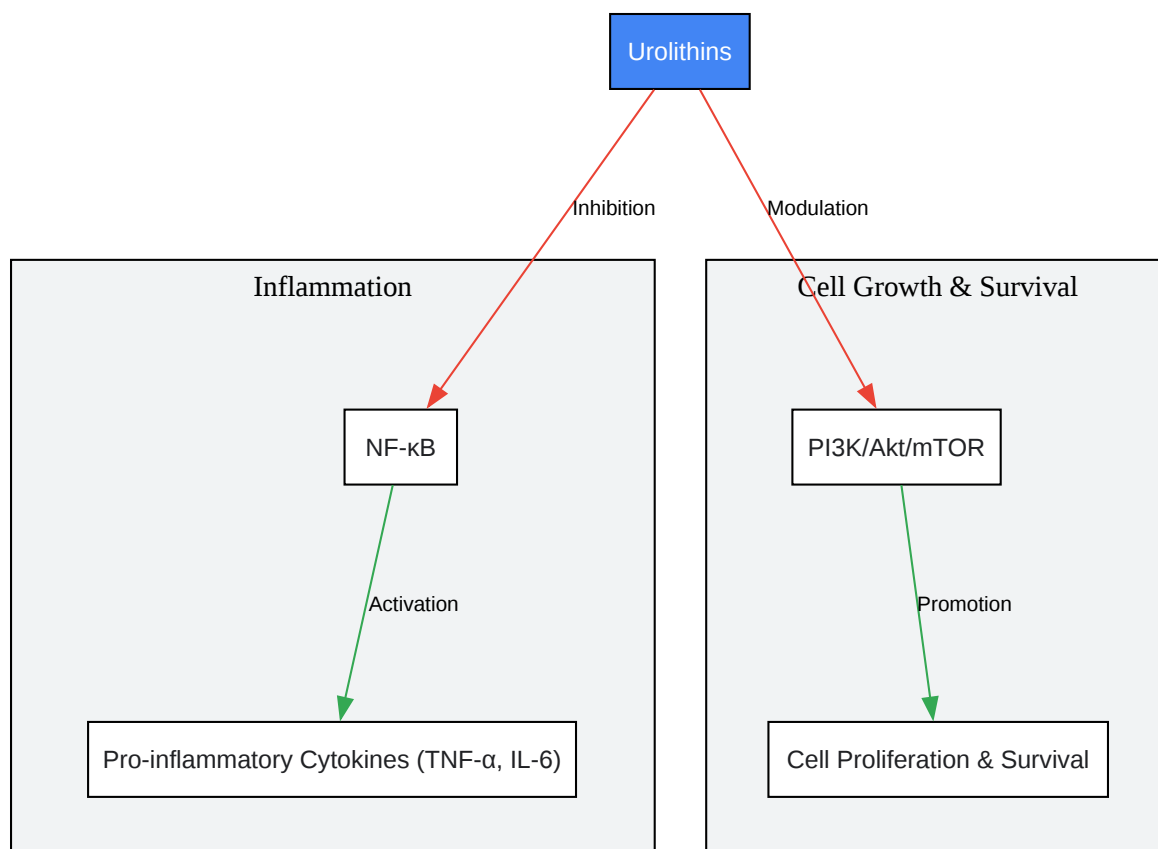 Urolithins
Inhibition
Modulation
Inflammation
Cell Growth & Survival
NF-κB
PI3K/Akt/mTOR
Activation
Promotion
Pro-inflammatory Cytokines (TNF-α, IL-6)
Cell Proliferation & Survival